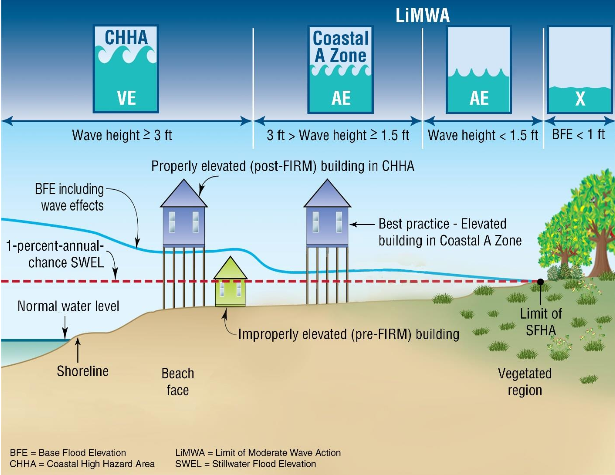 LiMWA
CHHA
VE
Coastal
A Zone
AE
AE
X
Wave height ≥ 3 ft
3 ft > Wave height ≥ 1.5 ft
Wave height < 1.5 ft
BFE < 1 ft
Properly elevated (post-FIRM) building in CHHA
BFE including
wave effects
Best practice - Elevated
building in Coastal A Zone
1-percent-annual-
chance SWEL
Normal water level
Improperly elevated (pre-FIRM) building
Limit of
SFHA
Shoreline
Beach
face
Vegetated
region
BFE = Base Flood Elevation
CHHA = Coastal High Hazard Area
LiMWA = Limit of Moderate Wave Action
SWEL = Stillwater Flood Elevation